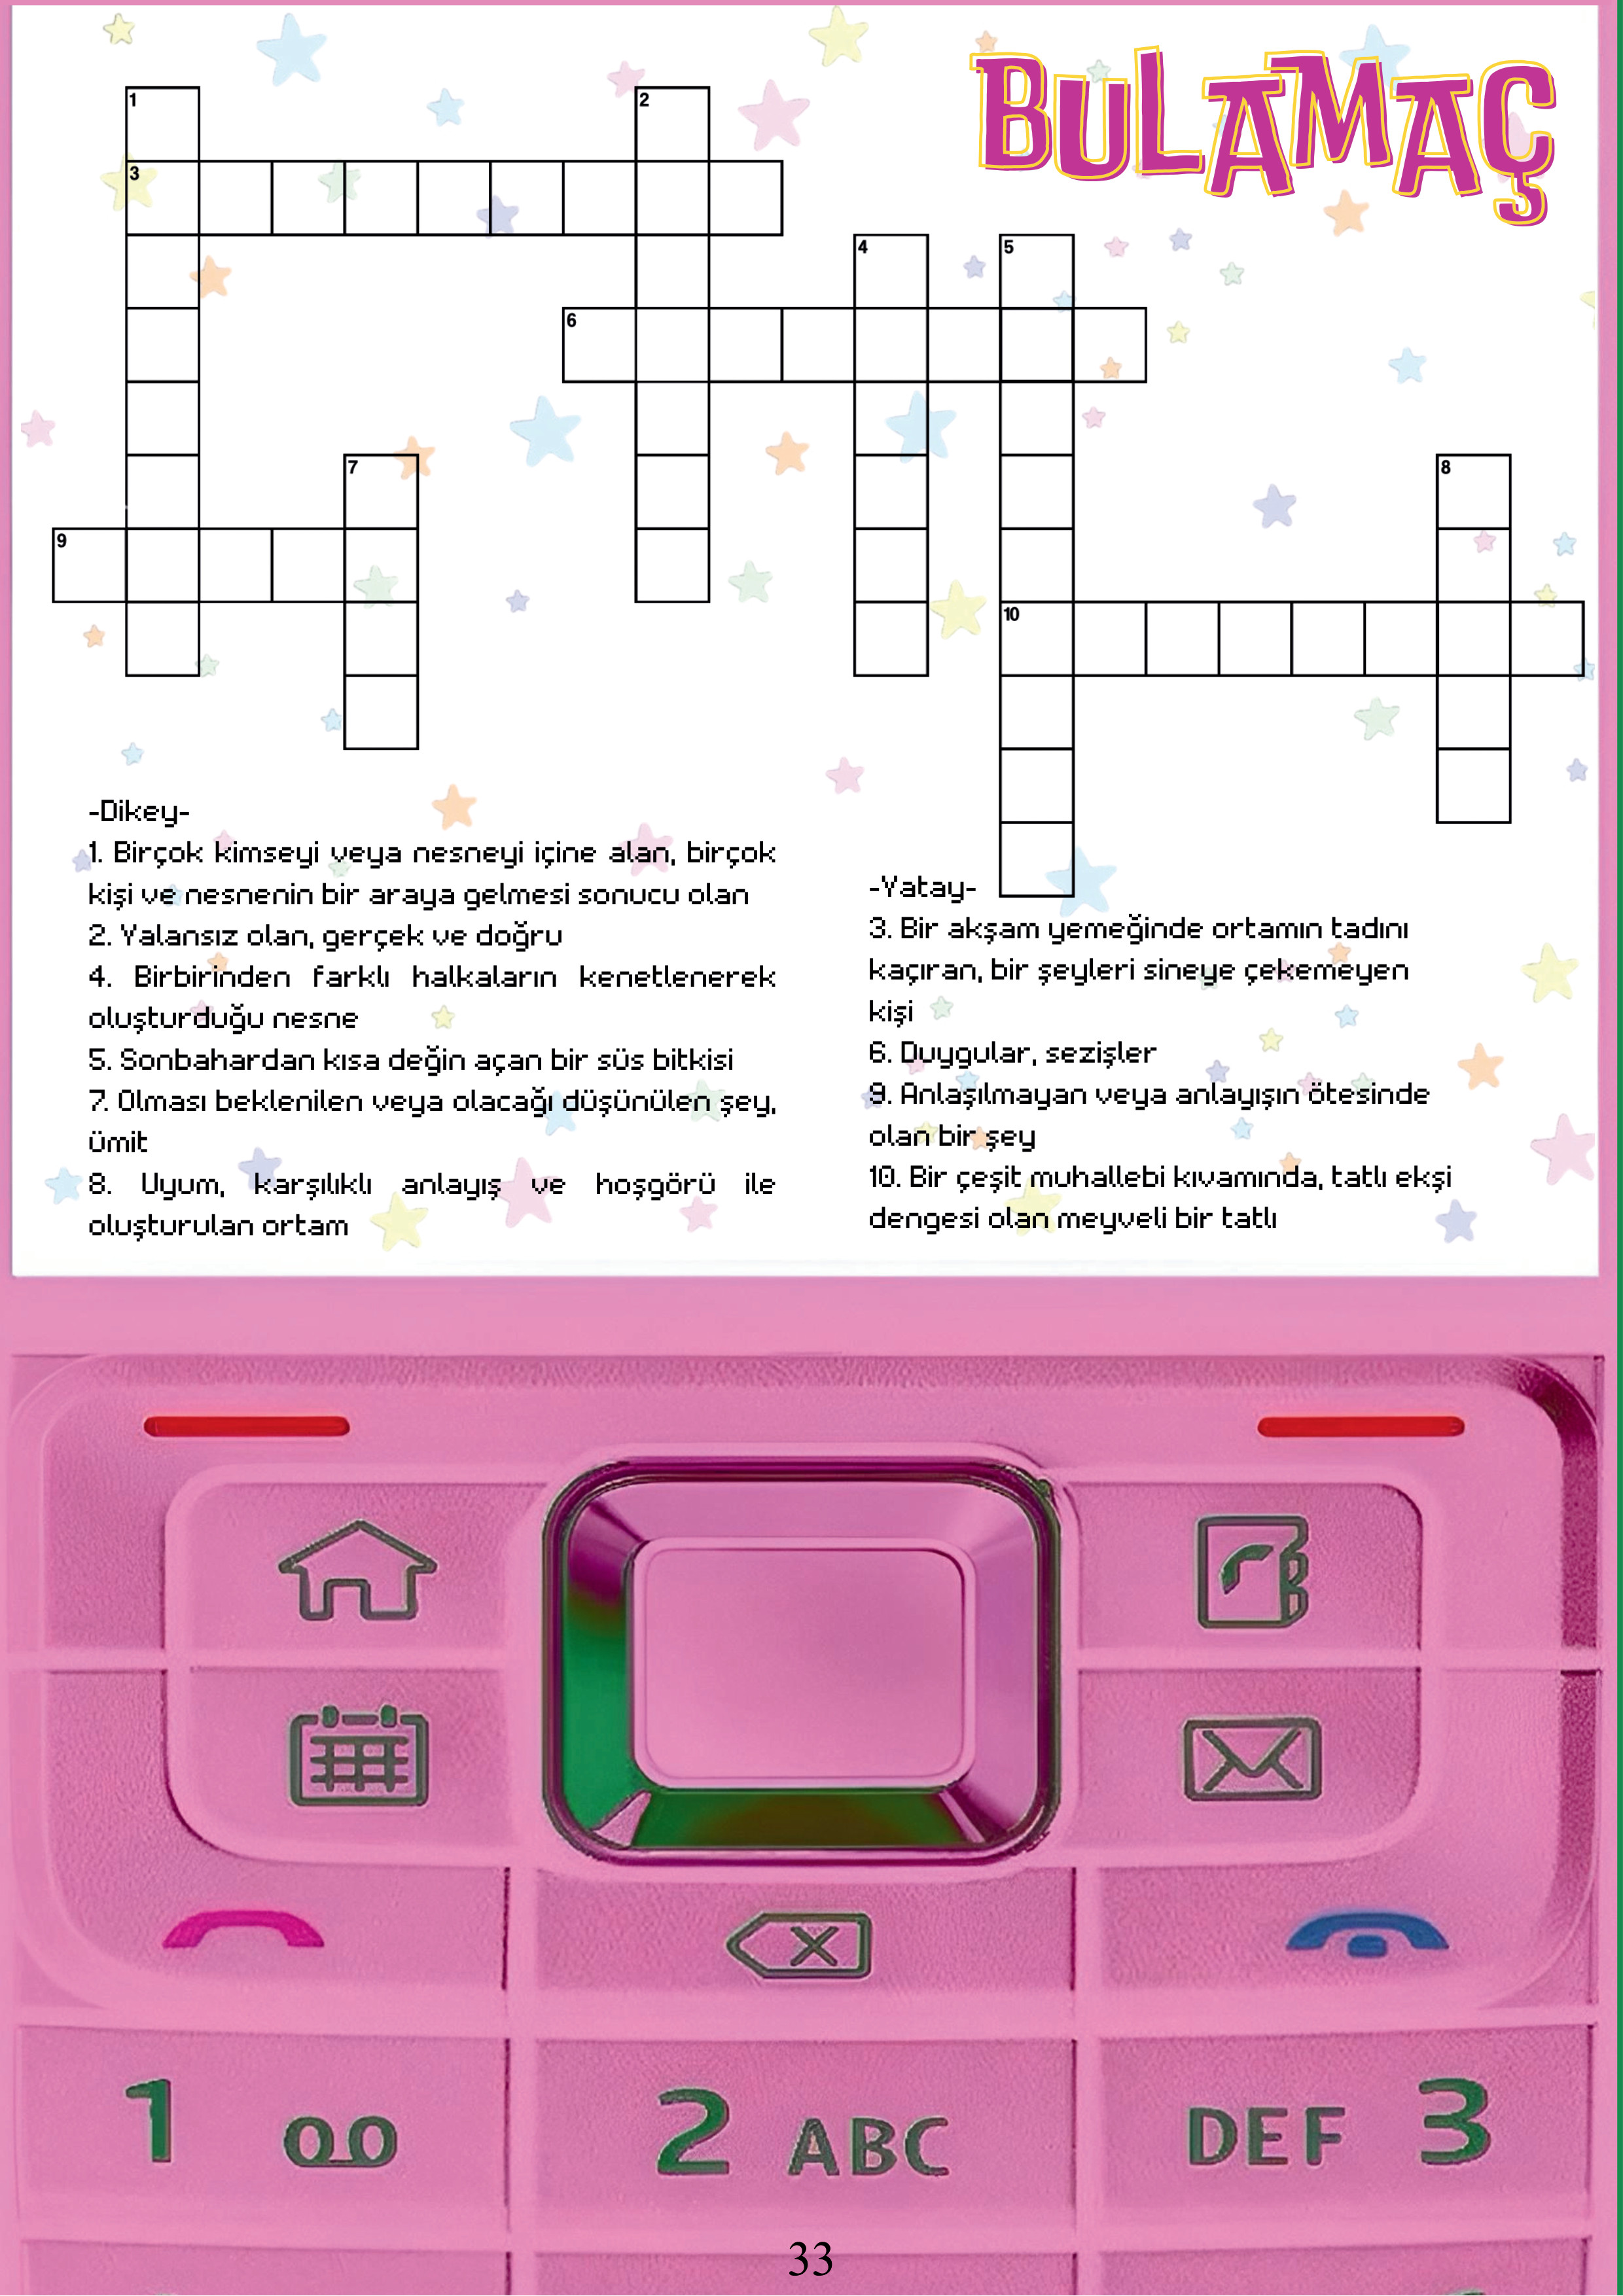 BULAMAÇ
1
2
3
4
5
6
7
8
9
10
-Dikey-
1. Birçok kimseyi veya nesneyi içine alan, birçok
kişi ve nesnenin bir araya gelmesi sonucu olan
2. Yalansız olan, gerçek ve doğru
4. Birbirinden farklı halkaların kenetlenerek
oluşturduğu nesne
5. Sonbahardan kısa değin açan bir süs bitkisi
7. Olması beklenilen veya olacağı düşünülen şey,
ümit
8. Uyum, karşılıklı anlayış ve hoşgörü ile
oluşturulan ortam
-Yatay-
3. Bir akşam yemeğinde ortamın tadını
kaçıran, bir şeyleri sineye çekemeyen
kişi
6. Duygular, sezişler
9. Anlaşılmayan veya anlayışın ötesinde
olan bir şey
10. Bir çeşit muhallebi kıvamında, tatlı ekşi
dengesi olan meyveli bir tatlı
1
2 ABC
DEF 3
33